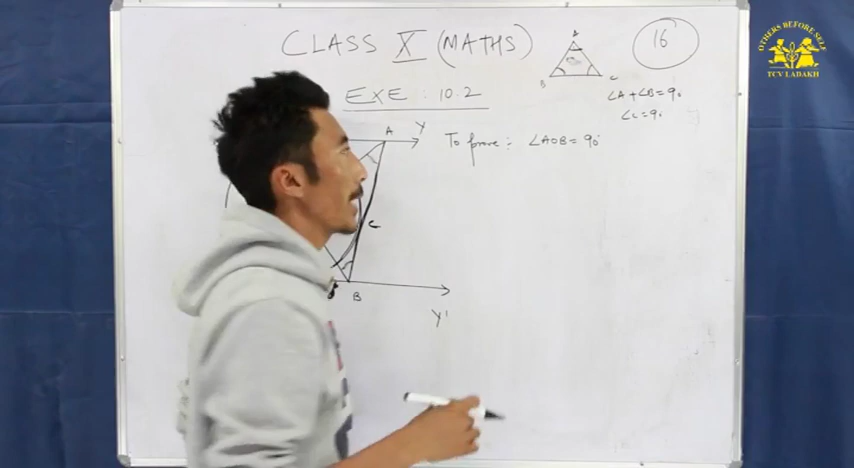 CLASS X (MATHS)
16
OTHERS BEFORE SELF
TCV LADAKH
EXE : 10.2
A
B
C
∠A + ∠B = 90
∠C = 90
A
Y
To prove :- ∠AOB = 90°
C
B
Y'